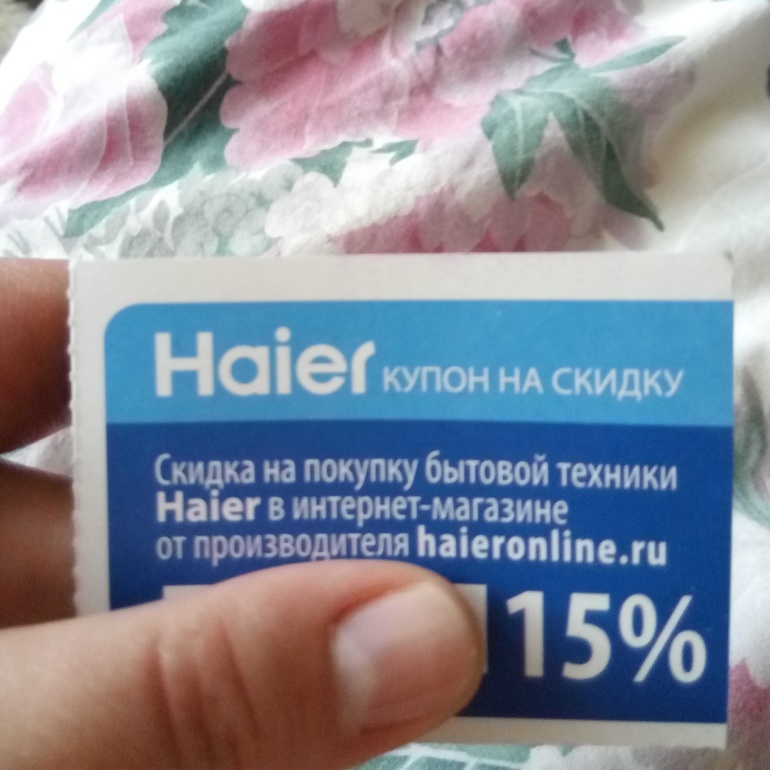 Haier КУПОН НА СКИДКУ
Скидка на покупку бытовой техники
Haier в интернет-магазине
от производителя haieronline.ru
15%